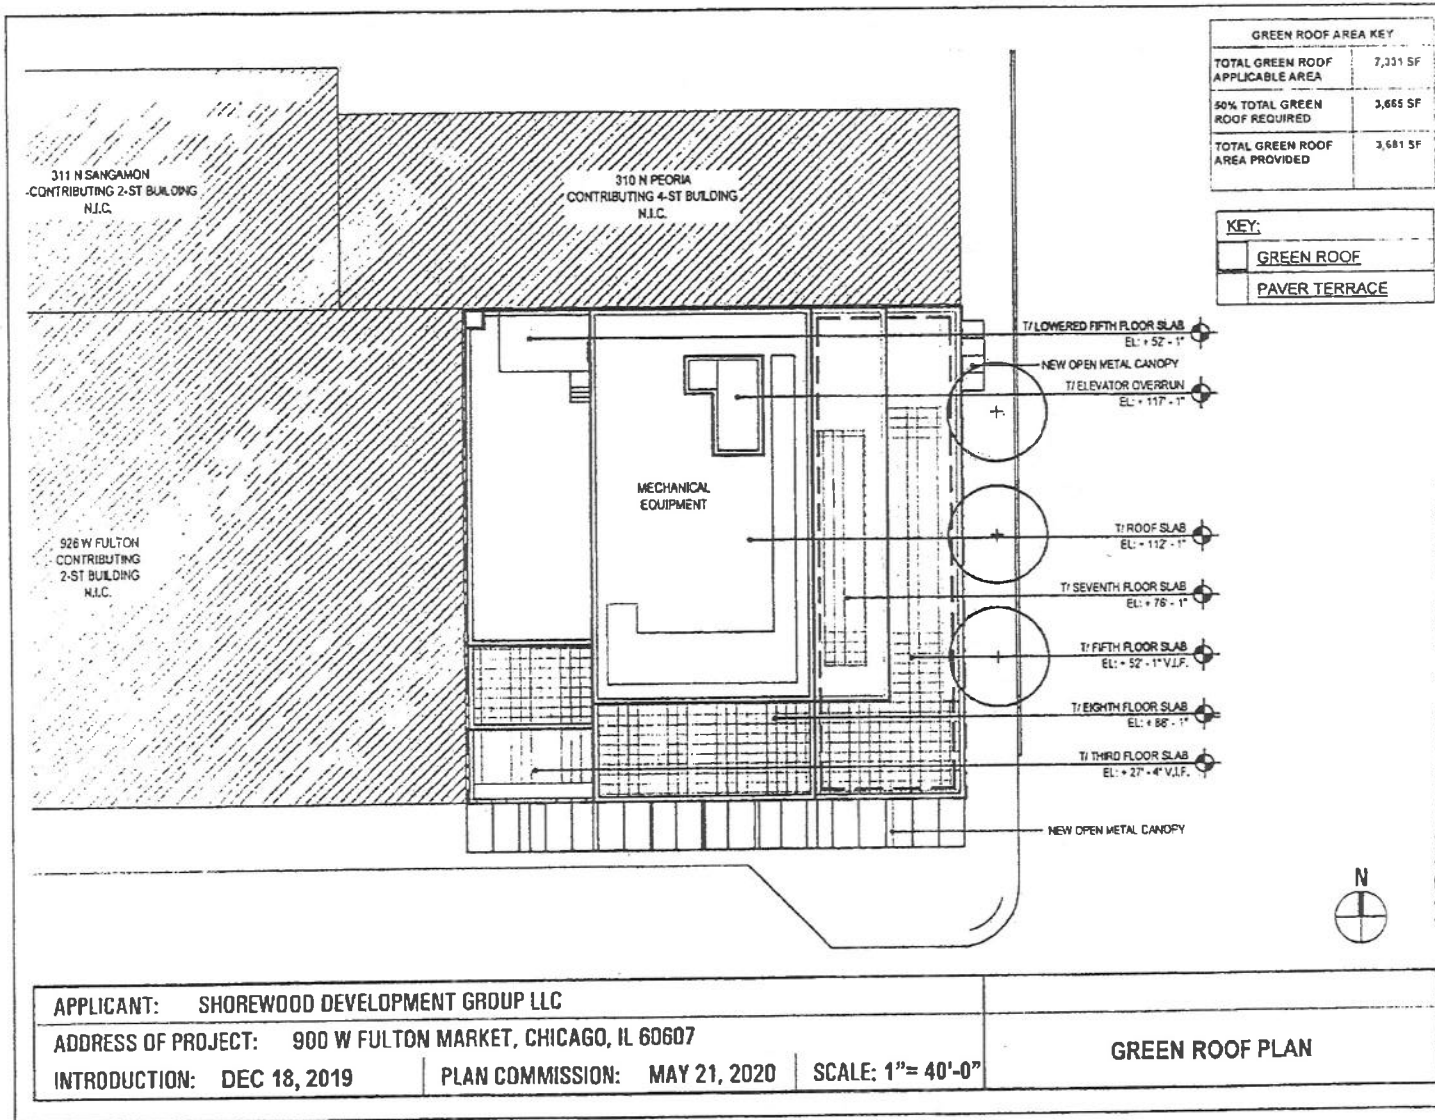 GREEN ROOF AREA KEY
TOTAL GREEN ROOF
APPLICABLE AREA
7,331 SF
50% TOTAL GREEN
ROOF REQUIRED
3,665 SF
TOTAL GREEN ROOF
AREA PROVIDED
3,681 SF
KEY:
GREEN ROOF
PAVER TERRACE
311 N SANGAMON
CONTRIBUTING 2-ST BUILDING
N.I.C.
310 N PEORIA
CONTRIBUTING 4-ST BUILDING
N.I.C.
926 W FULTON
CONTRIBUTING
2-ST BUILDING
N.I.C.
MECHANICAL
EQUIPMENT
T/ LOWERED FIFTH FLOOR SLAB
EL: + 52' - 1"
NEW OPEN METAL CANOPY
T/ ELEVATOR OVERRUN
EL: + 117' - 1"
T/ ROOF SLAB
EL: + 112' - 1"
T/ SEVENTH FLOOR SLAB
EL: + 76' - 1"
T/ FIFTH FLOOR SLAB
EL: + 52' - 1" V.I.F.
T/ EIGHTH FLOOR SLAB
EL: + 88' - 1"
T/ THIRD FLOOR SLAB
EL: + 27' - 4" V.I.F.
NEW OPEN METAL CANOPY
N
APPLICANT: SHOREWOOD DEVELOPMENT GROUP LLC
ADDRESS OF PROJECT: 900 W FULTON MARKET, CHICAGO, IL 60607
INTRODUCTION: DEC 18, 2019
PLAN COMMISSION: MAY 21, 2020
SCALE: 1"= 40'-0"
GREEN ROOF PLAN